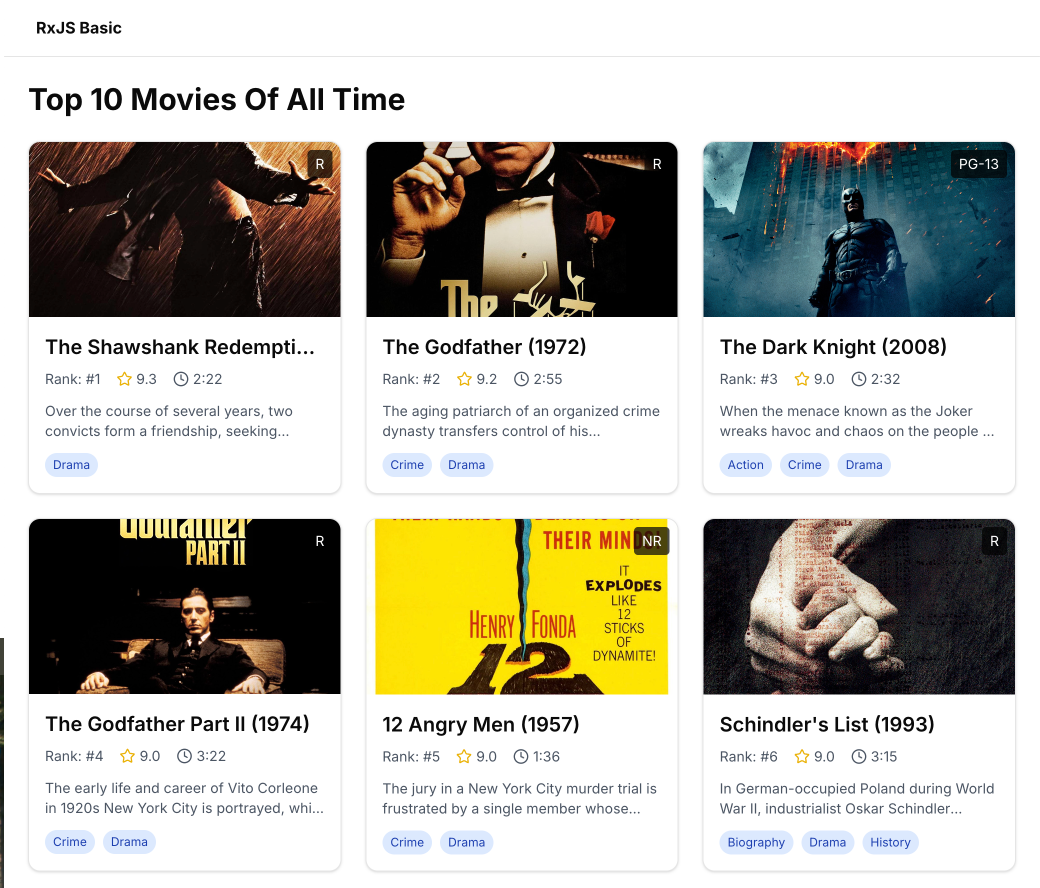 RxJS Basic
Top 10 Movies Of All Time
R
The
The Shawshank Redempti...
Rank: #1 9.3 2:22
Over the course of several years, two
convicts form a friendship, seeking...
Drama
R
The Godfather (1972)
Rank: #2 9.2 2:55
The aging patriarch of an organized crime
dynasty transfers control of his...
Crime Drama
PG-13
The Dark Knight (2008)
Rank: #3 9.0 2:32
When the menace known as the Joker
wreaks havoc and chaos on the people ...
Action Crime Drama
Godfather
PART II
R
The Godfather Part II (1974)
Rank: #4 9.0 3:22
The early life and career of Vito Corleone
in 1920s New York City is portrayed, whi...
Crime Drama
THEIR MIND
NR
IT
EXPLODES
LIKE
12
STICKS
OF
DYNAMITE!
HENRY FONDA
12
12 Angry Men (1957)
Rank: #5 9.0 1:36
The jury in a New York City murder trial is
frustrated by a single member whose...
Crime Drama
R
Schindler's List (1993)
Rank: #6 9.0 3:15
In German-occupied Poland during World
War II, industrialist Oskar Schindler...
Biography Drama History